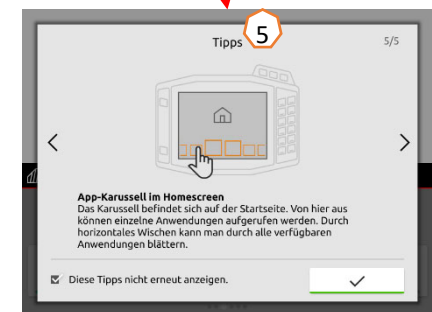 Tipps
5
5/5
App-Karussell im Homescreen
Das Karussell befindet sich auf der Startseite. Von hier aus
können einzelne Anwendungen aufgerufen werden. Durch
horizontales Wischen kann man durch alle verfügbaren
Anwendungen blättern.
Diese Tipps nicht erneut anzeigen.